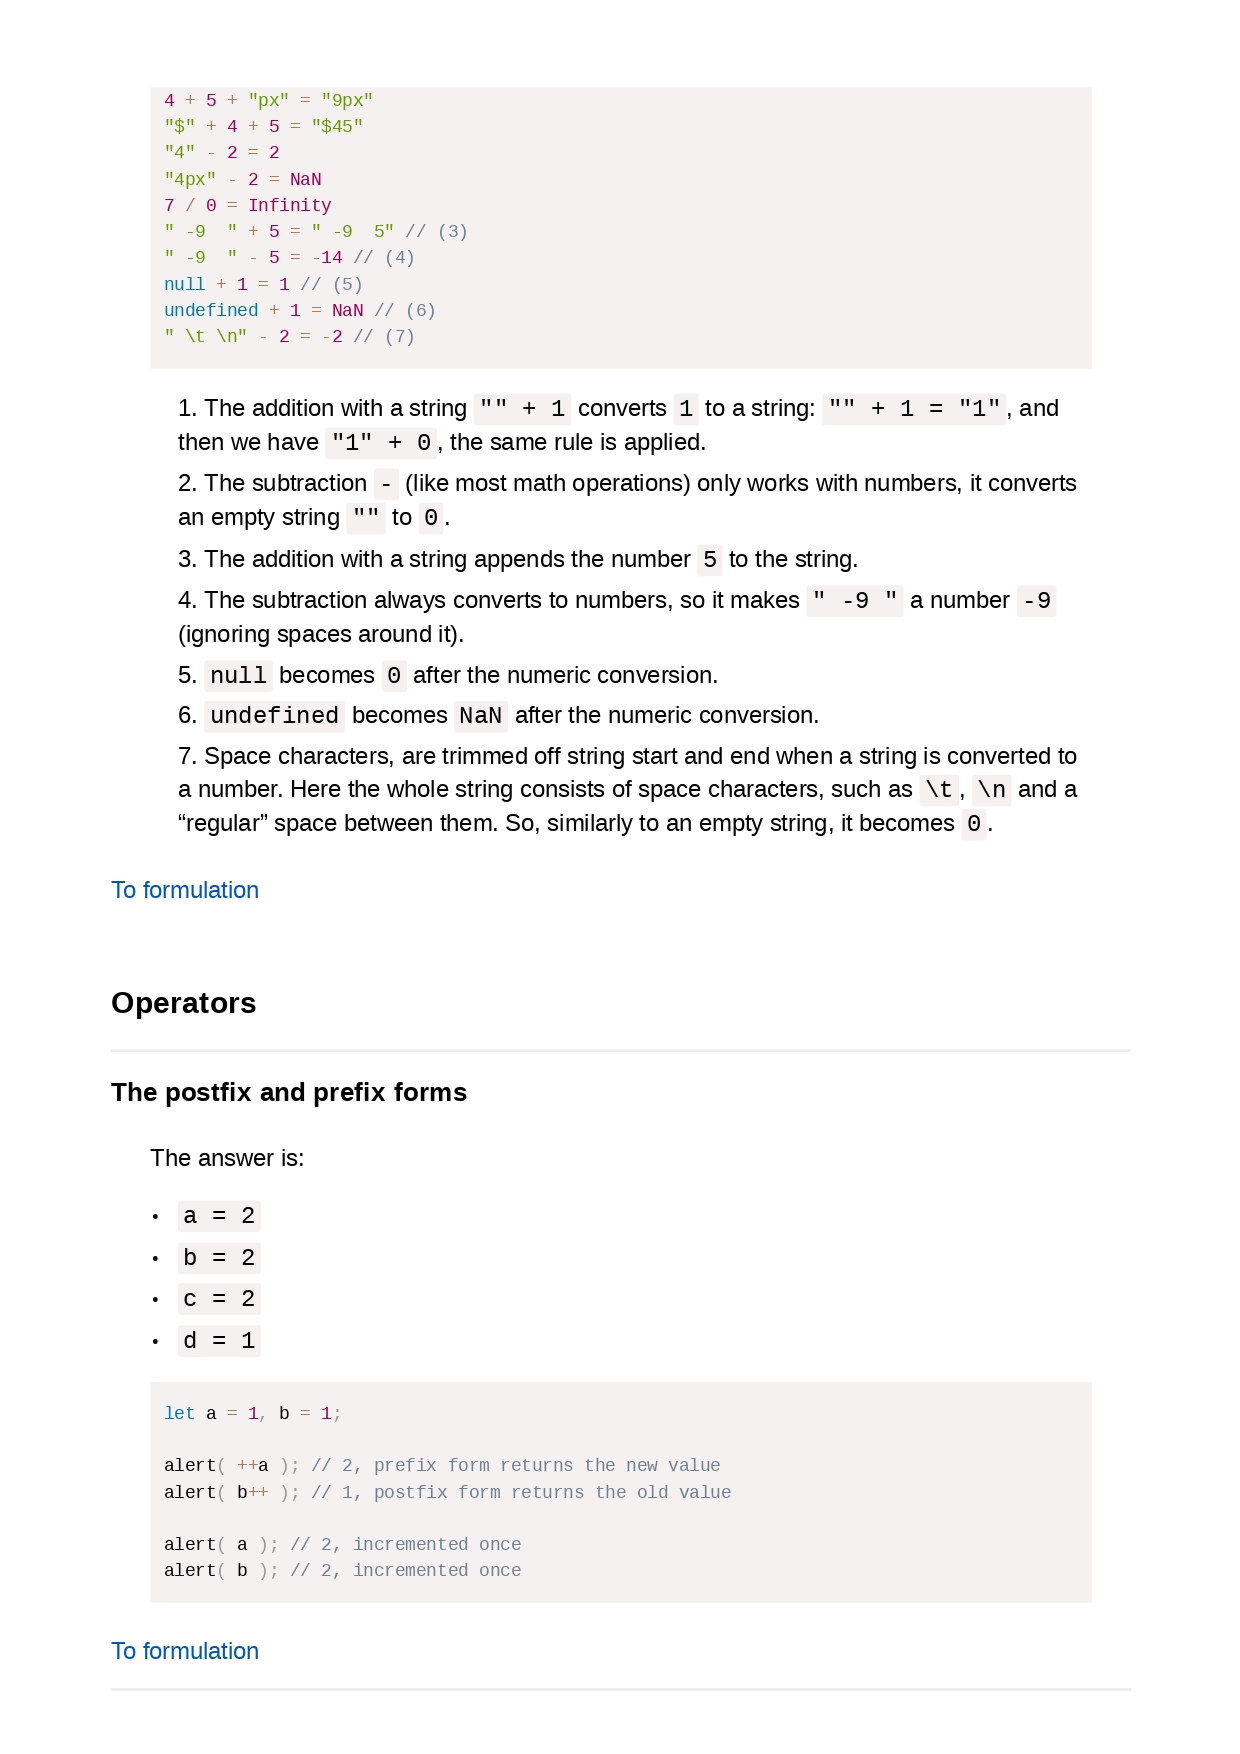 4 + 5 + "px" = "9px"
"$" + 4 + 5 = "$45"
"4" - 2 = 2
"4px" - 2 = NaN
7 / 0 = Infinity
" -9  " + 5 = " -9  5" // (3)
" -9  " - 5 = -14 // (4)
null + 1 = 1 // (5)
undefined + 1 = NaN // (6)
" \t \n" - 2 = -2 // (7)
1. The addition with a string "" + 1 converts 1 to a string: "" + 1 = "1", and
then we have "1" + 0, the same rule is applied.
2. The subtraction - (like most math operations) only works with numbers, it converts
an empty string "" to 0.
3. The addition with a string appends the number 5 to the string.
4. The subtraction always converts to numbers, so it makes " -9 " a number -9
(ignoring spaces around it).
5. null becomes 0 after the numeric conversion.
6. undefined becomes NaN after the numeric conversion.
7. Space characters, are trimmed off string start and end when a string is converted to
a number. Here the whole string consists of space characters, such as \t, \n and a
“regular” space between them. So, similarly to an empty string, it becomes 0.
To formulation
Operators
The postfix and prefix forms
The answer is:
• a = 2
• b = 2
• c = 2
• d = 1
let a = 1, b = 1;
alert( ++a ); // 2, prefix form returns the new value
alert( b++ ); // 1, postfix form returns the old value
alert( a ); // 2, incremented once
alert( b ); // 2, incremented once
To formulation